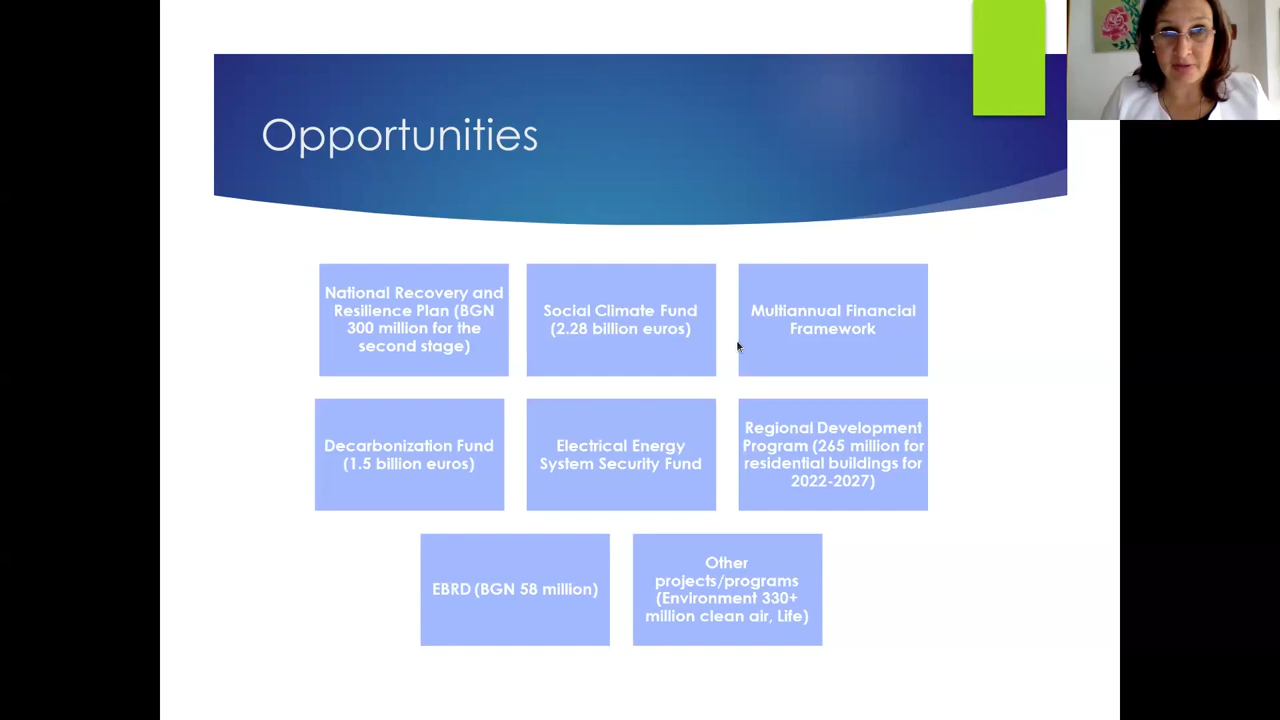 Opportunities
National Recovery and
Resilience Plan (BGN
300 million for the
second stage)
Social Climate Fund
(2.28 billion euros)
Multiannual Financial
Framework
Decarbonization Fund
(1.5 billion euros)
Electrical Energy
System Security Fund
Regional Development
Program (265 million for
residential buildings for
2022-2027)
EBRD (BGN 58 million)
Other
projects/programs
(Environment 330+
million clean air, Life)